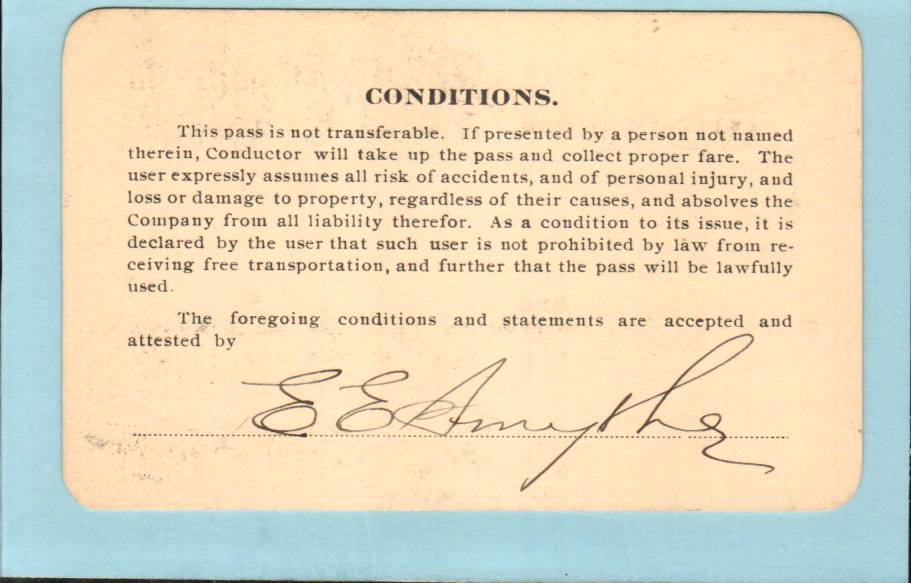 CONDITIONS.
This pass is not transferable. If presented by a person not named
therein, Conductor will take up the pass and collect proper fare. The
user expressly assumes all risk of accidents, and of personal injury, and
loss or damage to property, regardless of their causes, and absolves the
Company from all liability therefor. As a condition to its issue, it is
declared by the user that such user is not prohibited by law from re-
ceiving free transportation, and further that the pass will be lawfully
used.
The foregoing conditions and statements are accepted and
attested by
E E